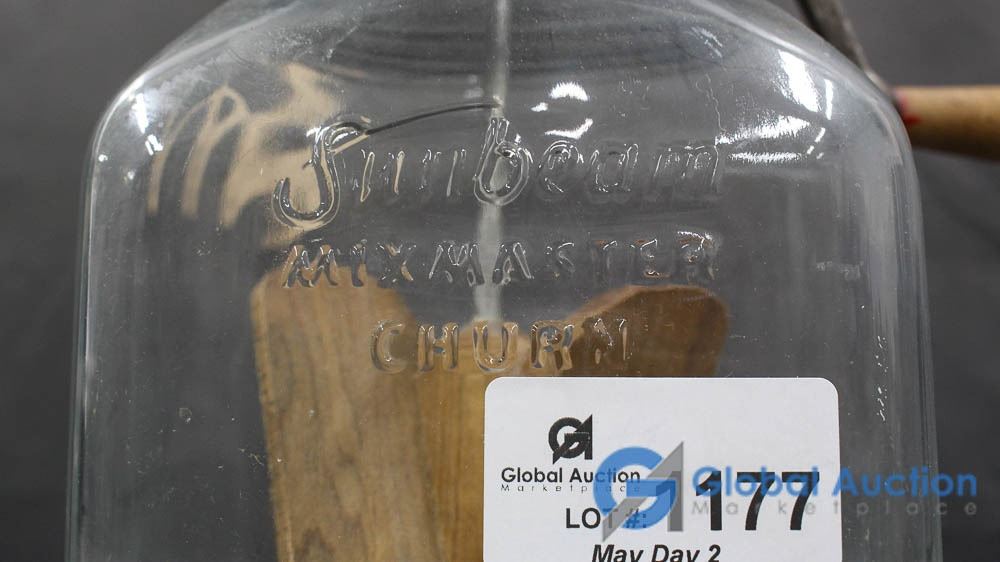 Sunbeam
MIXMASTER
CHURN
Global Auction
Marketplace
LOT #: 177
May Day 2
Global Auction
Marketplace